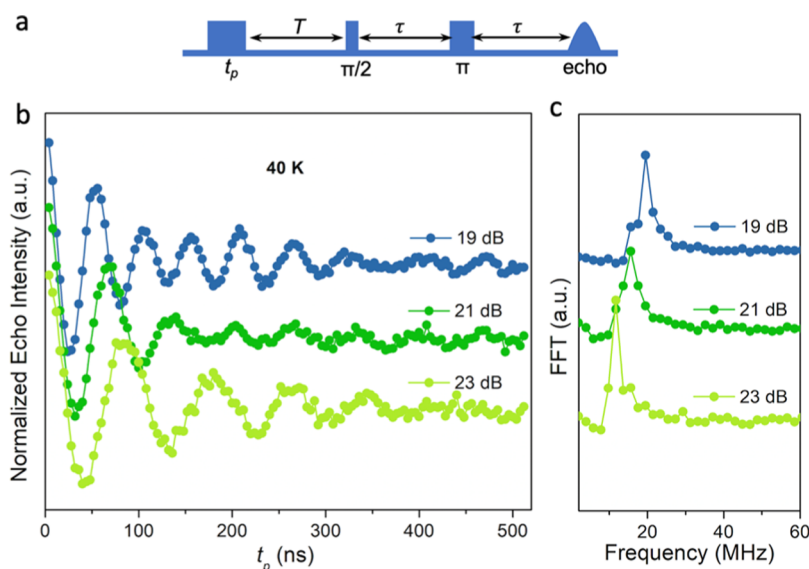 a
T
τ
τ
t_p
π/2
π
echo
b
Normalized Echo Intensity (a.u.)
40 K
19 dB
21 dB
23 dB
0
100
200
300
400
500
t_p (ns)
c
FFT (a.u.)
19 dB
21 dB
23 dB
20
40
60
Frequency (MHz)